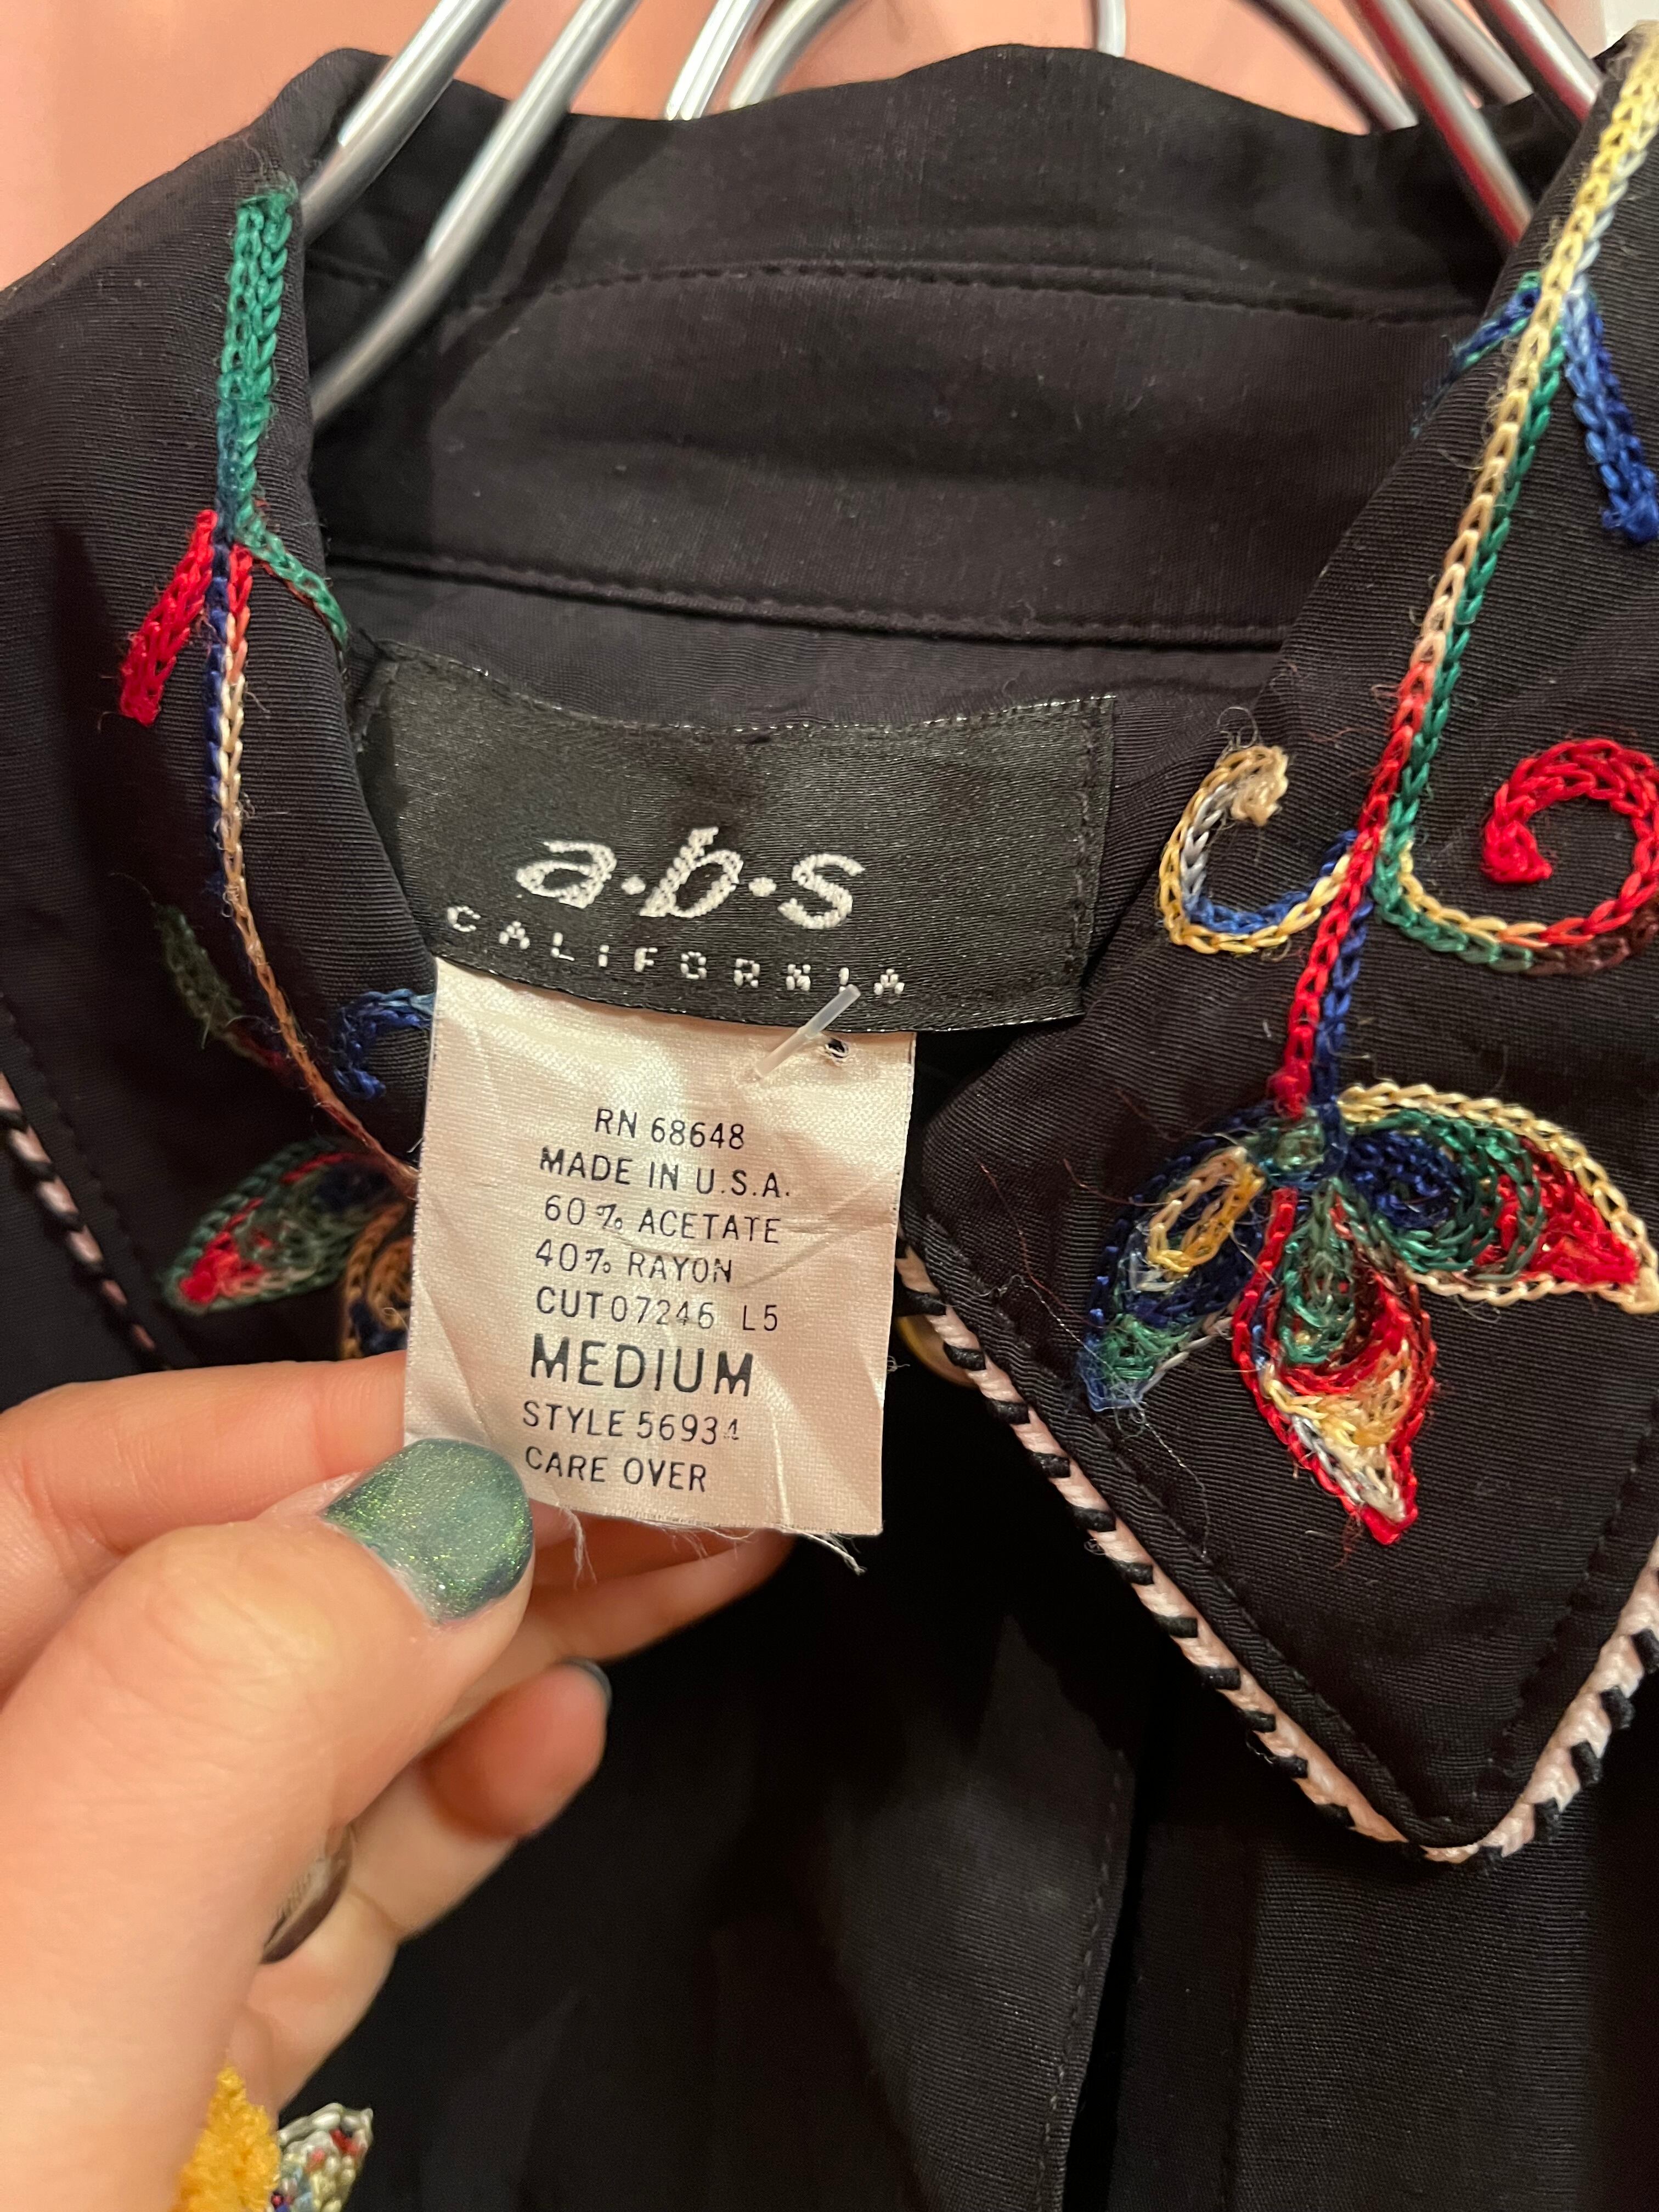 a·b·s
CALIFORNIA
RN 68648
MADE IN U.S.A.
60% ACETATE
40% RAYON
CUT 07246 L5
MEDIUM
STYLE 56934
CARE OVER